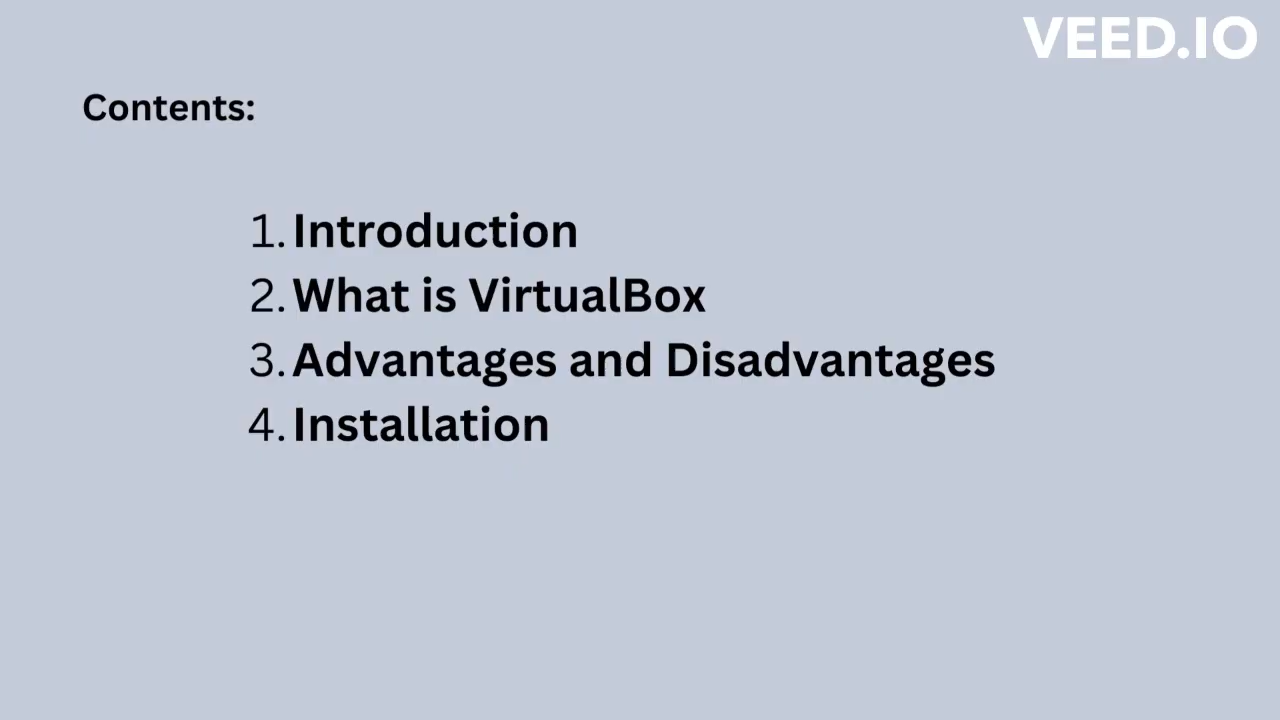 VEED.IO
Contents:
1. Introduction
2. What is VirtualBox
3. Advantages and Disadvantages
4. Installation